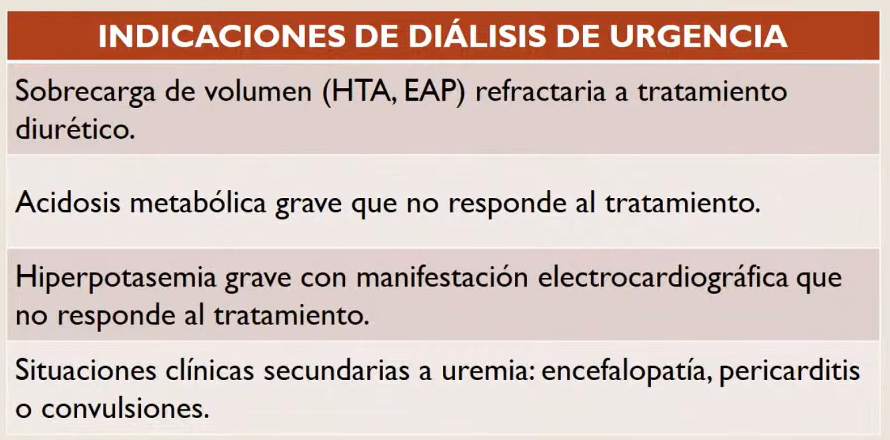 INDICACIONES DE DIÁLISIS DE URGENCIA
Sobrecarga de volumen (HTA, EAP) refractaria a tratamiento
diurético.
Acidosis metabólica grave que no responde al tratamiento.
Hiperpotasemia grave con manifestación electrocardiográfica que
no responde al tratamiento.
Situaciones clínicas secundarias a uremia: encefalopatía, pericarditis
o convulsiones.